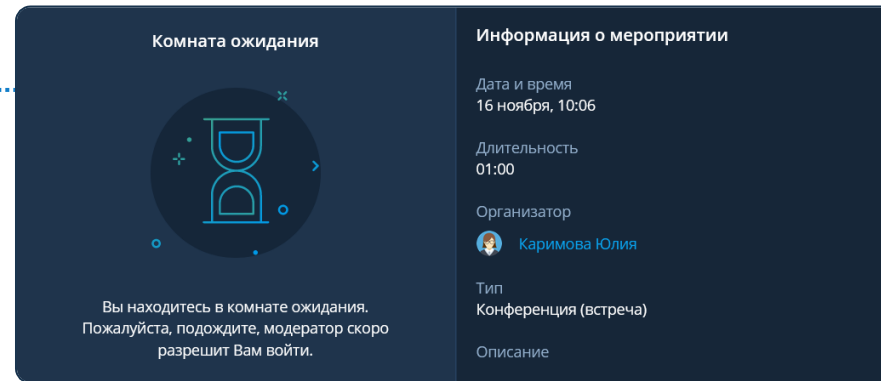 Комната ожидания
Вы находитесь в комнате ожидания.
Пожалуйста, подождите, модератор скоро
разрешит Вам войти.
Информация о мероприятии
Дата и время
16 ноября, 10:06
Длительность
01:00
Организатор
Каримова Юлия
Тип
Конференция (встреча)
Описание